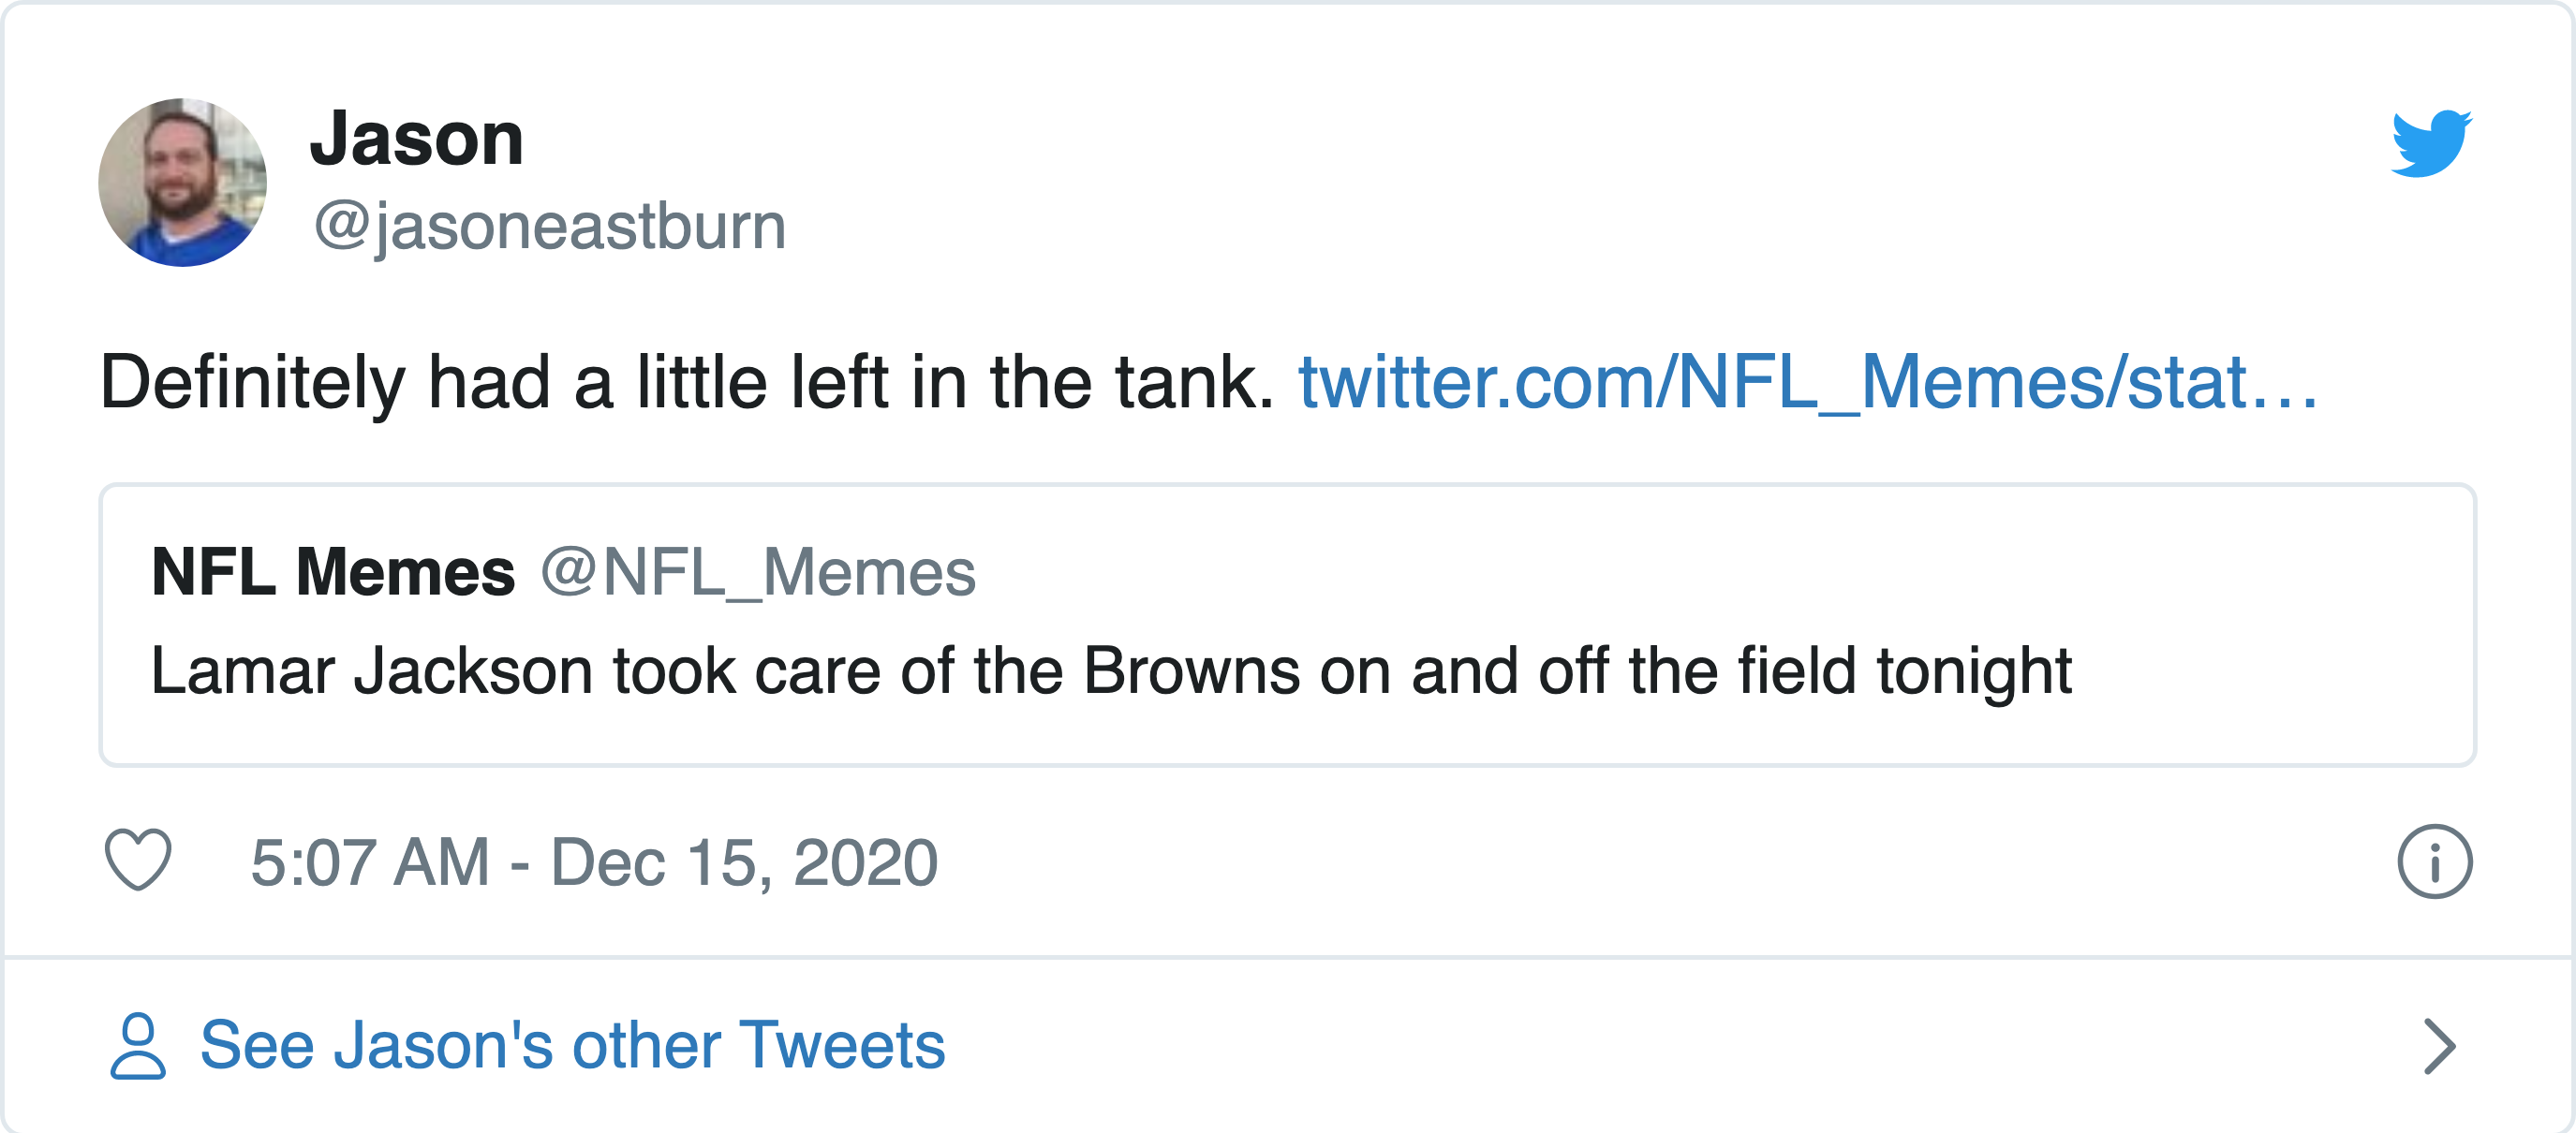 Jason
@jasoneastburn
Definitely had a little left in the tank. twitter.com/NFL_Memes/stat…
NFL Memes @NFL_Memes
Lamar Jackson took care of the Browns on and off the field tonight
5:07 AM - Dec 15, 2020
See Jason's other Tweets